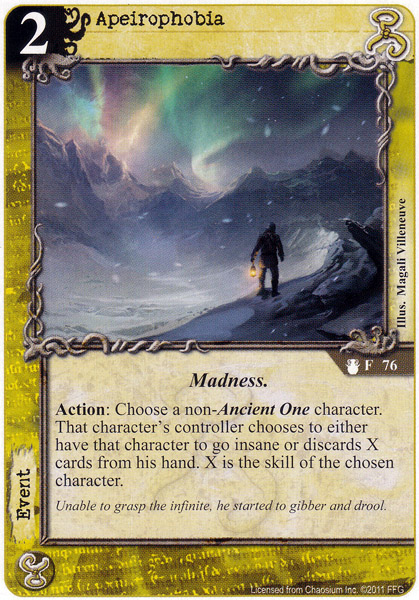 2
Apeirophobia
Illus. Magali Villeneuve
F 76
Madness.
Action: Choose a non-Ancient One character.
That character's controller chooses to either
have that character to go insane or discards X
cards from his hand. X is the skill of the chosen
character.
Unable to grasp the infinite, he started to gibber and drool.
Event
Licensed from Chaosium Inc. ©2011 FFG